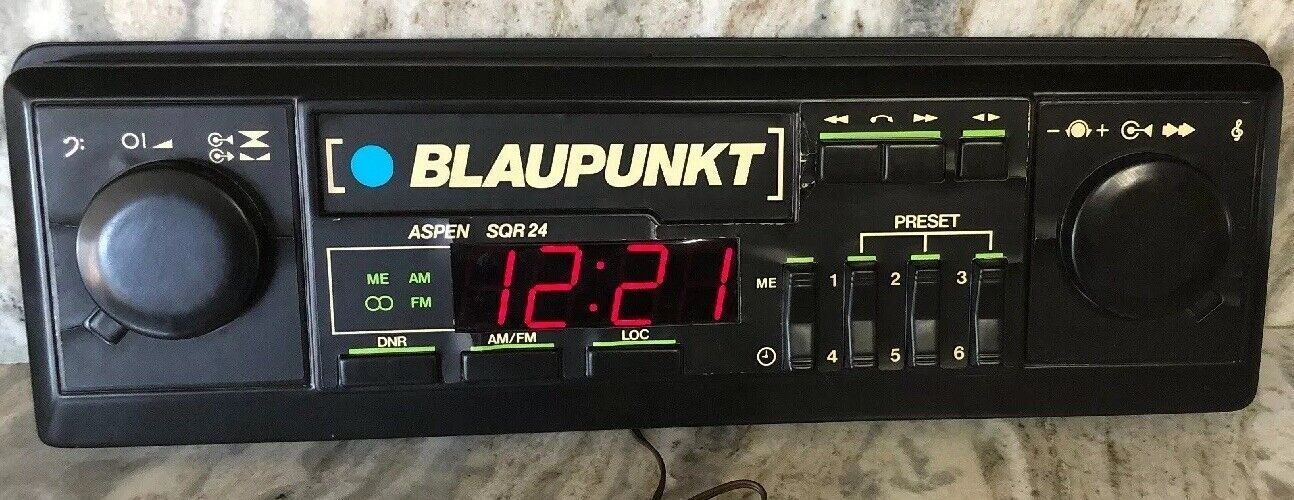 [ BLAUPUNKT ]
ASPEN SQR 24
12:21
ME AM
FM
DNR AM/FM LOC
PRESET
ME 1 2 3
4 5 6